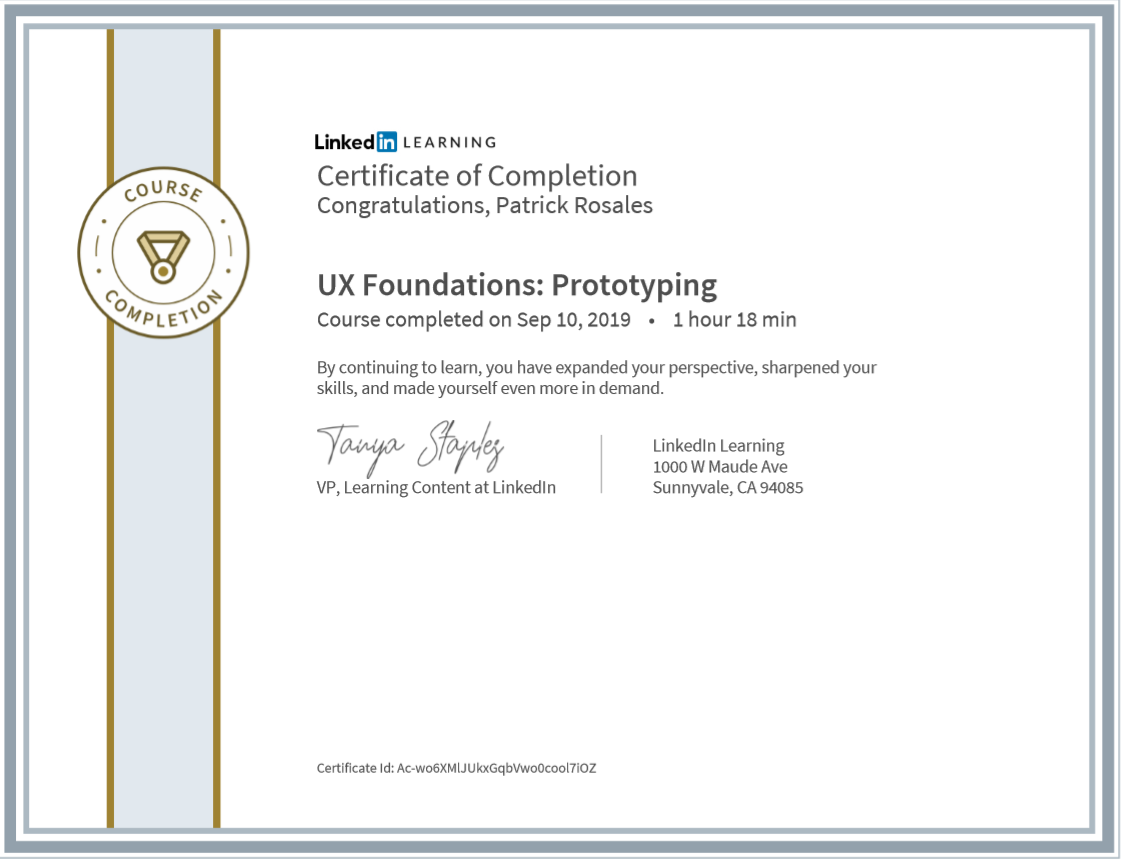 LinkedIn LEARNING
Certificate of Completion
Congratulations, Patrick Rosales
COURSE
COMPLETION
UX Foundations: Prototyping
Course completed on Sep 10, 2019 • 1 hour 18 min
By continuing to learn, you have expanded your perspective, sharpened your
skills, and made yourself even more in demand.
Tanya Staples
VP, Learning Content at LinkedIn
LinkedIn Learning
1000 W Maude Ave
Sunnyvale, CA 94085
Certificate Id: Ac-wo6XMlJUkxGqbVwo0cool7iOZ